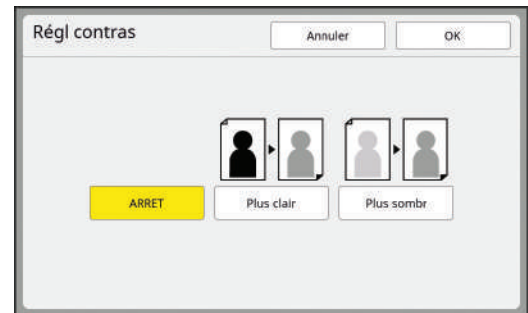 Régl contras
Annuler
OK
ARRET
Plus clair
Plus sombr